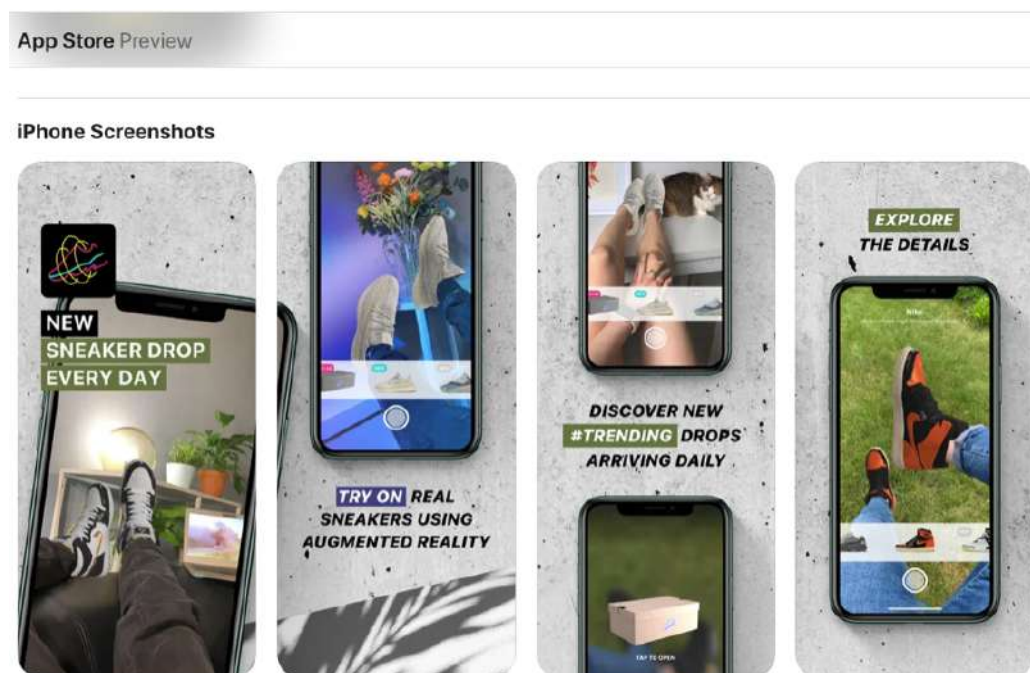 App Store Preview
iPhone Screenshots
NEW
SNEAKER DROP
EVERY DAY
TRY ON REAL
SNEAKERS USING
AUGMENTED REALITY
DISCOVER NEW
#TRENDING DROPS
ARRIVING DAILY
TAP TO OPEN
EXPLORE
THE DETAILS
Nike